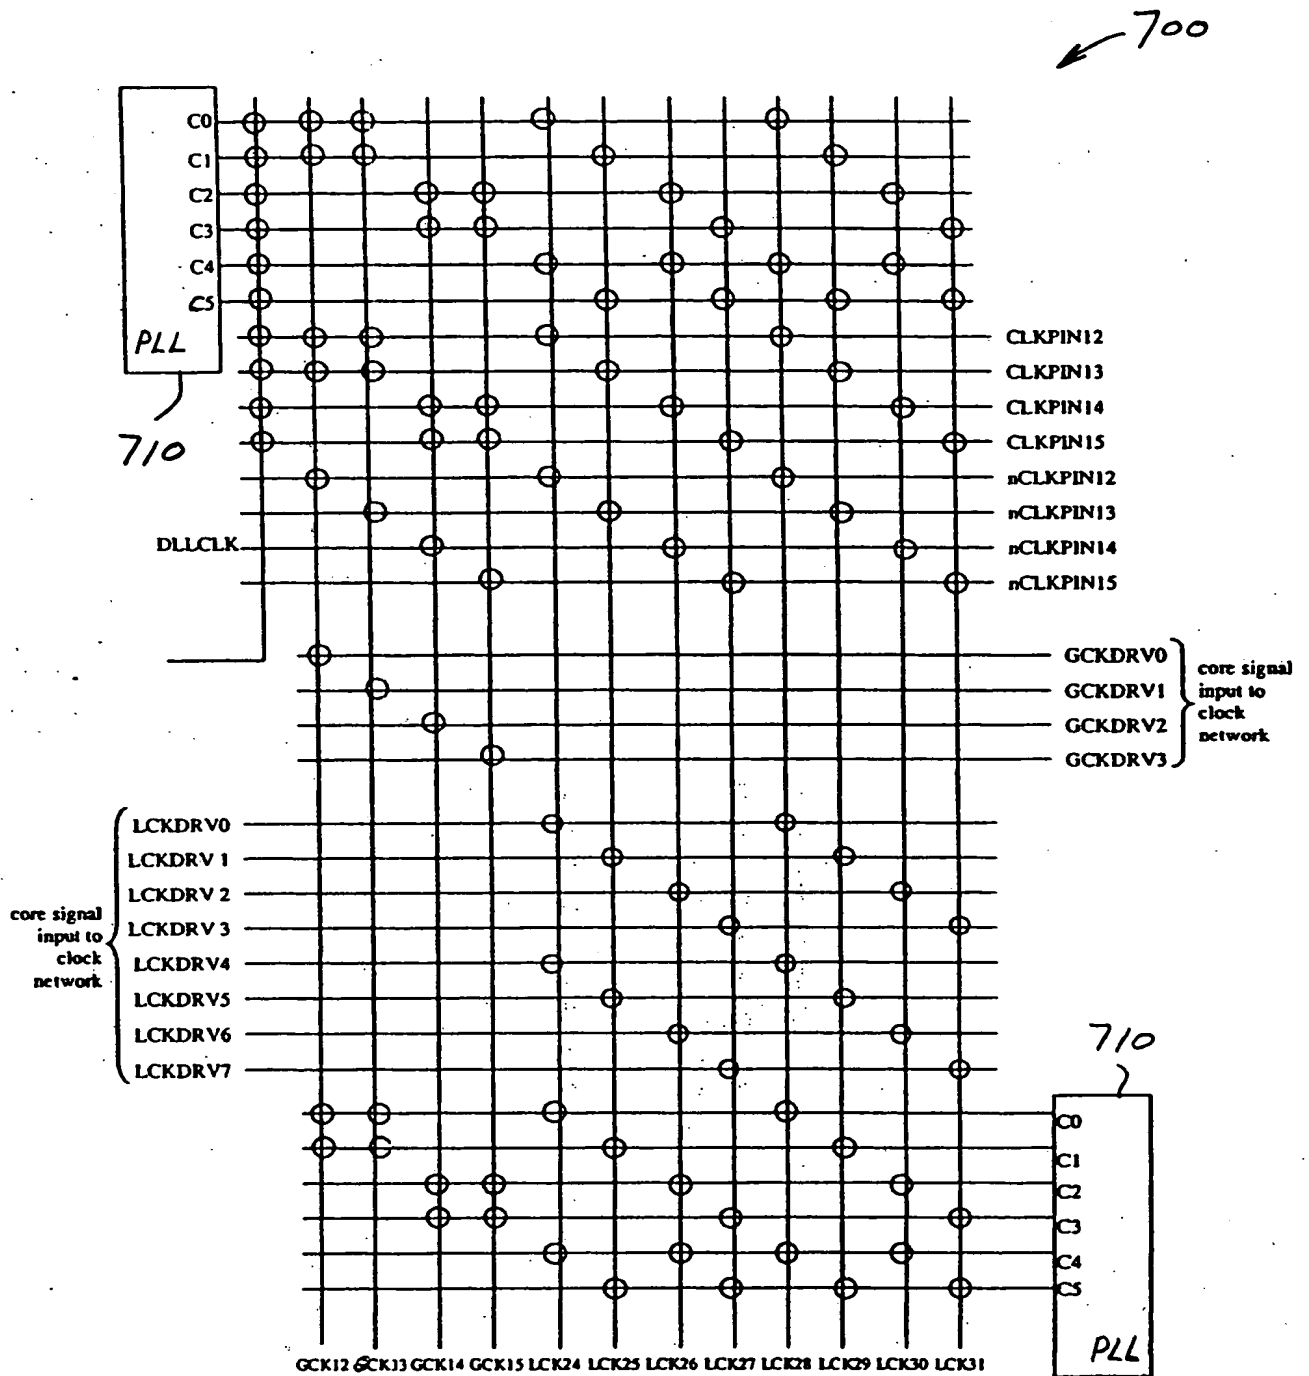 700
C0
C1
C2
C3
C4
C5
PLL
710
CLKPIN12
CLKPIN13
CLKPIN14
CLKPIN15
nCLKPIN12
nCLKPIN13
DLLCLK
nCLKPIN14
nCLKPIN15
GCKDRV0
GCKDRV1
GCKDRV2
GCKDRV3
core signal
input to
clock
network
LCKDRV0
LCKDRV 1
LCKDRV 2
LCKDRV 3
LCKDRV4
LCKDRV5
LCKDRV6
LCKDRV7
core signal
input to
clock
network
710
C0
C1
C2
C3
C4
C5
PLL
GCK12 GCK13 GCK14 GCK15 LCK24 LCK25 LCK26 LCK27 LCK28 LCK29 LCK30 LCK31